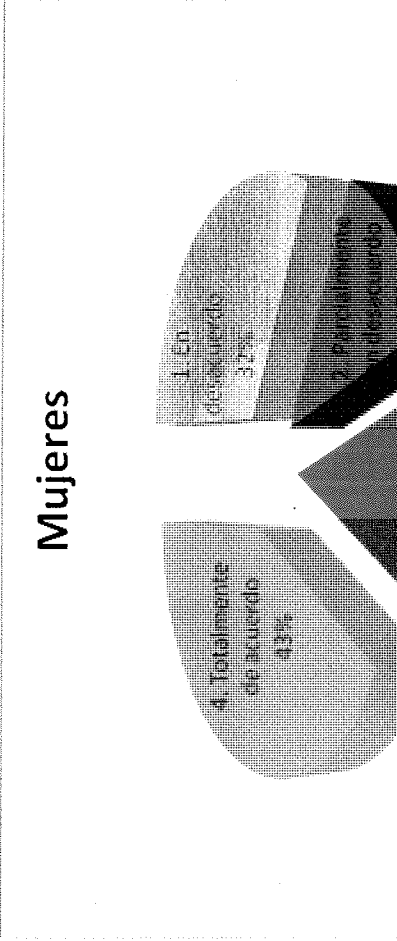 Mujeres
1. En
desacuerdo
32%
2. Parcialmente
en desacuerdo
4. Totalmente
de acuerdo
43%